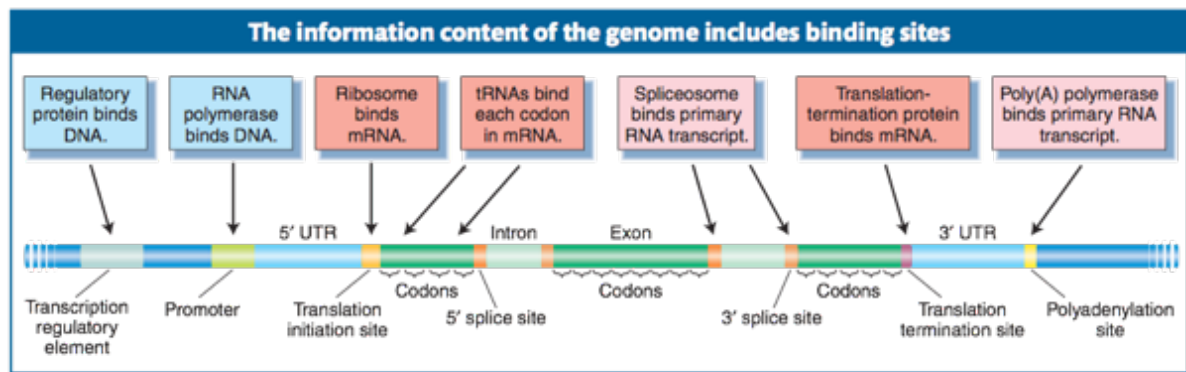 The information content of the genome includes binding sites
Regulatory
protein binds
DNA.
RNA
polymerase
binds DNA.
Ribosome
binds
mRNA.
tRNAs bind
each codon
in mRNA.
Spliceosome
binds primary
RNA transcript.
Translation-
termination protein
binds mRNA.
Poly(A) polymerase
binds primary RNA
transcript.
5′ UTR
Intron
Exon
3′ UTR
Transcription
regulatory
element
Promoter
Translation
initiation site
Codons
5′ splice site
Codons
3′ splice site
Codons
Translation
termination site
Polyadenylation
site